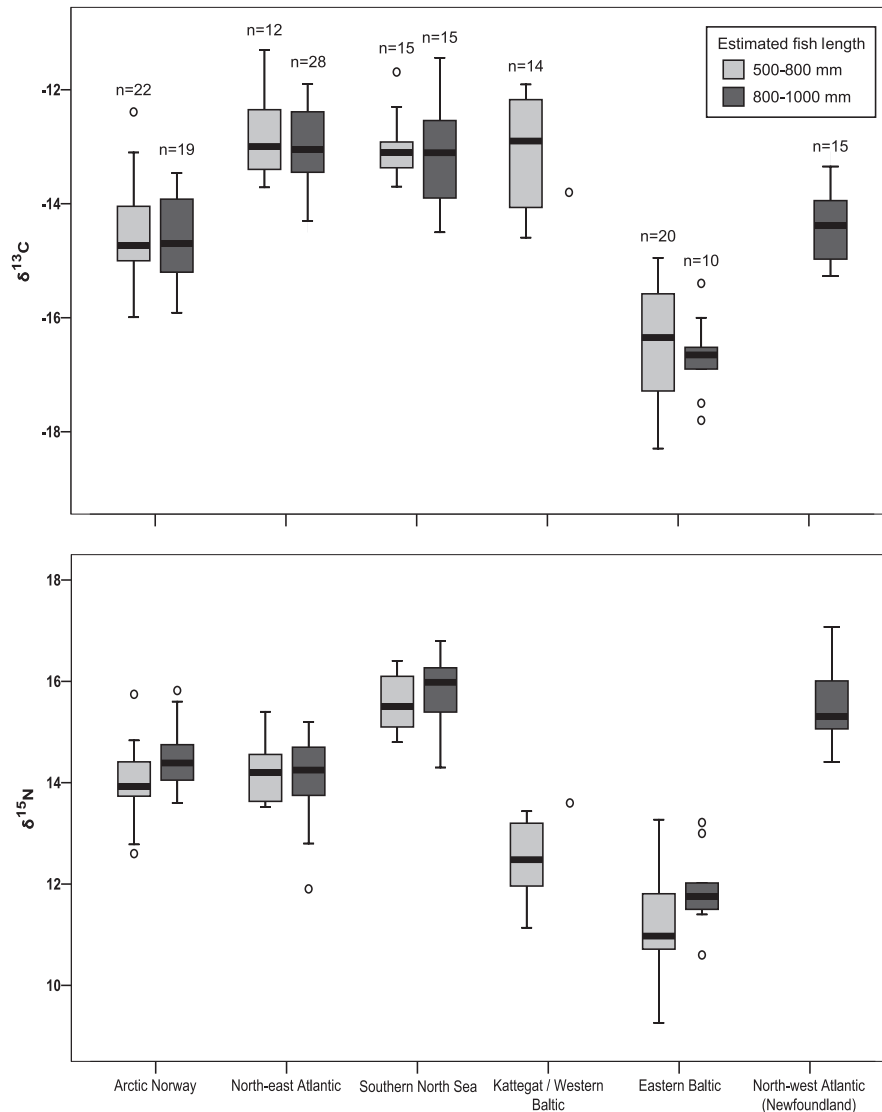 n=12
n=15
n=15
Estimated fish length
n=28
n=14
500-800 mm
-12
n=22
800-1000 mm
n=19
n=15
-14
δ13C
n=20
n=10
-16
-18
18
16
14
δ15N
12
10
Arctic Norway
North-east Atlantic
Southern North Sea
Kattegat / Western
Baltic
Eastern Baltic
North-west Atlantic
(Newfoundland)